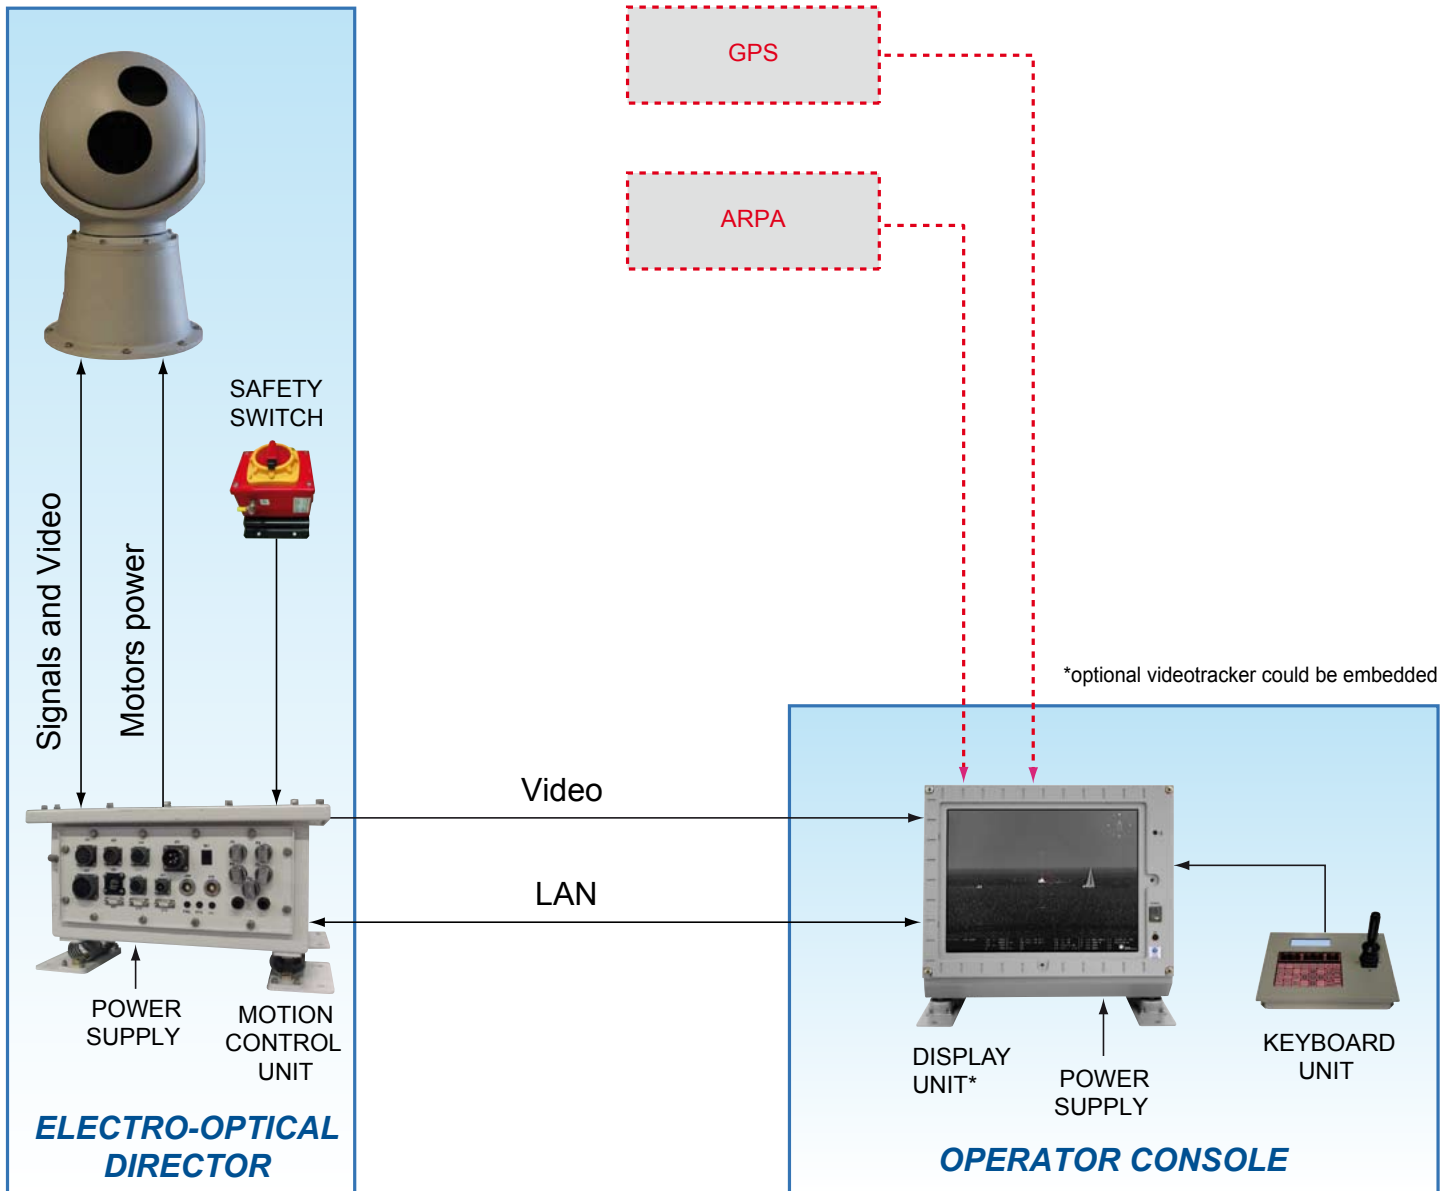 GPS
ARPA
SAFETY
SWITCH
Signals and Video
Motors power
*optional videotracker could be embedded
Video
LAN
POWER
SUPPLY
MOTION
CONTROL
UNIT
DISPLAY
UNIT*
POWER
SUPPLY
KEYBOARD
UNIT
ELECTRO-OPTICAL
DIRECTOR
OPERATOR CONSOLE